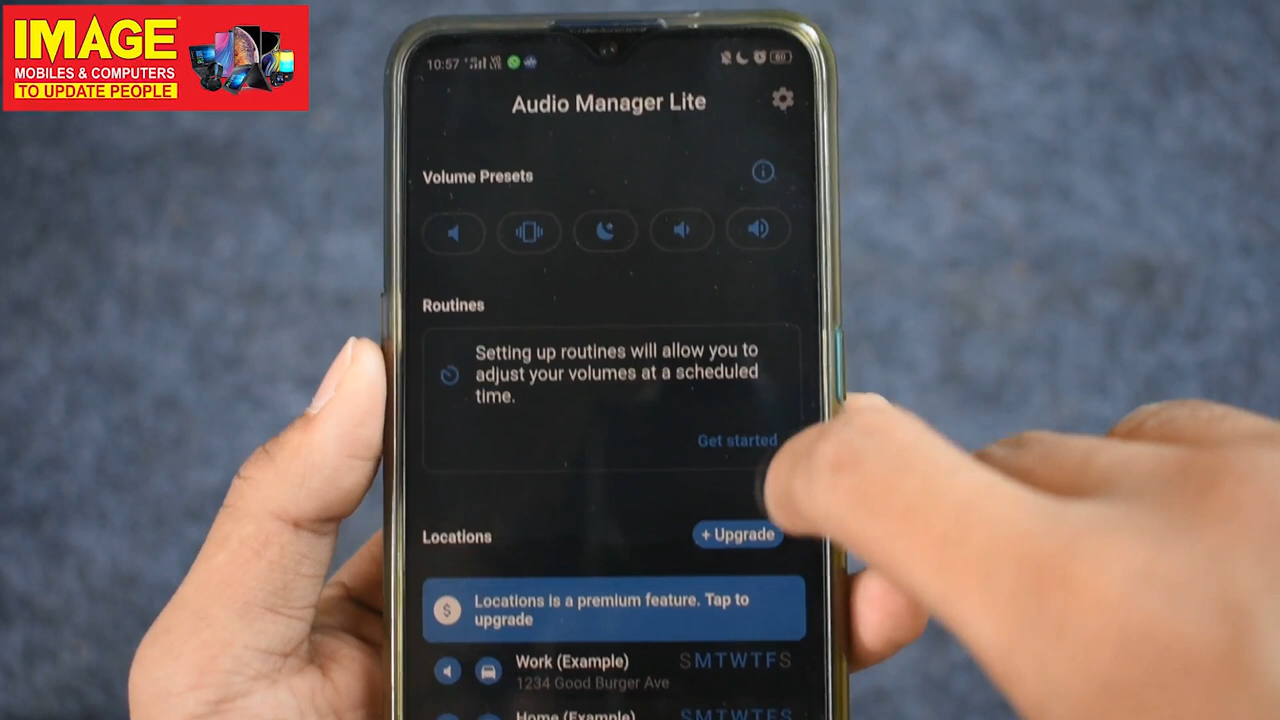 IMAGE
MOBILES & COMPUTERS
TO UPDATE PEOPLE
10:57
60
Audio Manager Lite
Volume Presets
Routines
Setting up routines will allow you to
adjust your volumes at a scheduled
time.
Get started
Locations
+ Upgrade
$
Locations is a premium feature. Tap to
upgrade
Work (Example)
SMTWTFS
1234 Good Burger Ave
Home (Example)
SMTWTFS